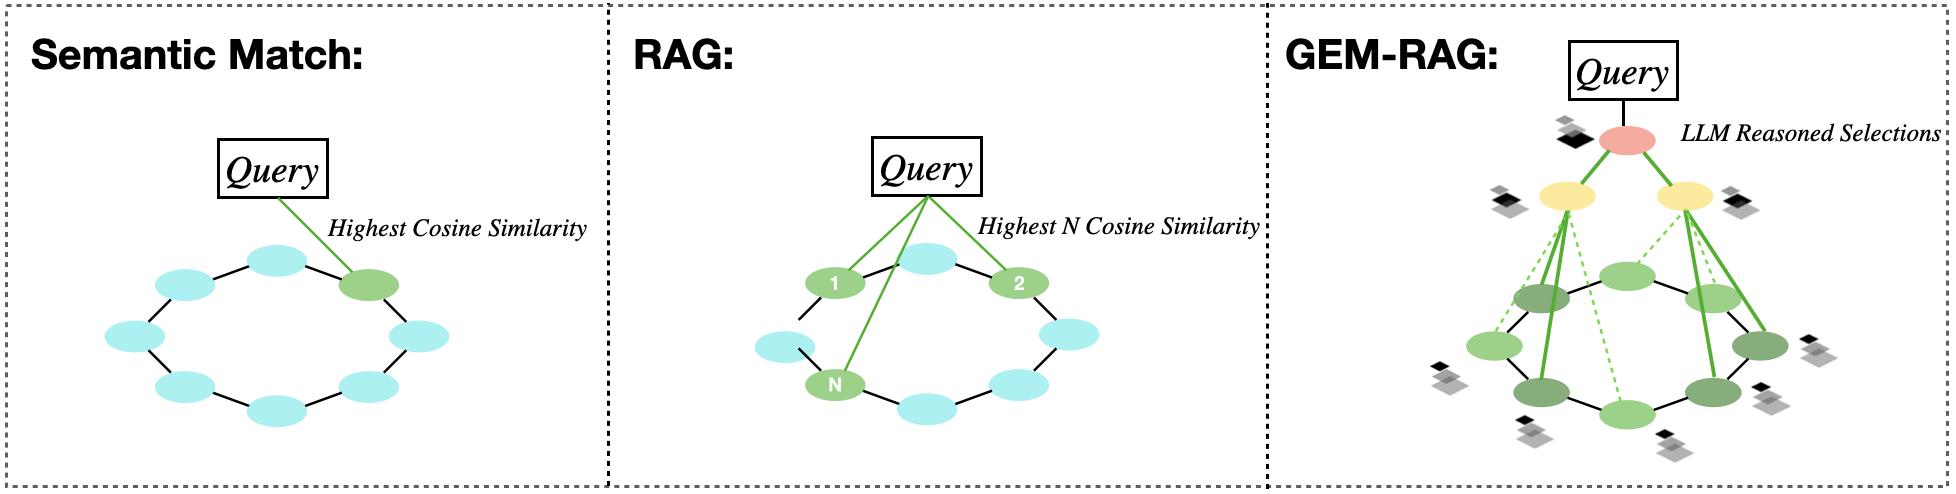 Semantic Match:
Query
Highest Cosine Similarity
RAG:
Query
Highest N Cosine Similarity
1
2
N
GEM-RAG:
Query
LLM Reasoned Selections